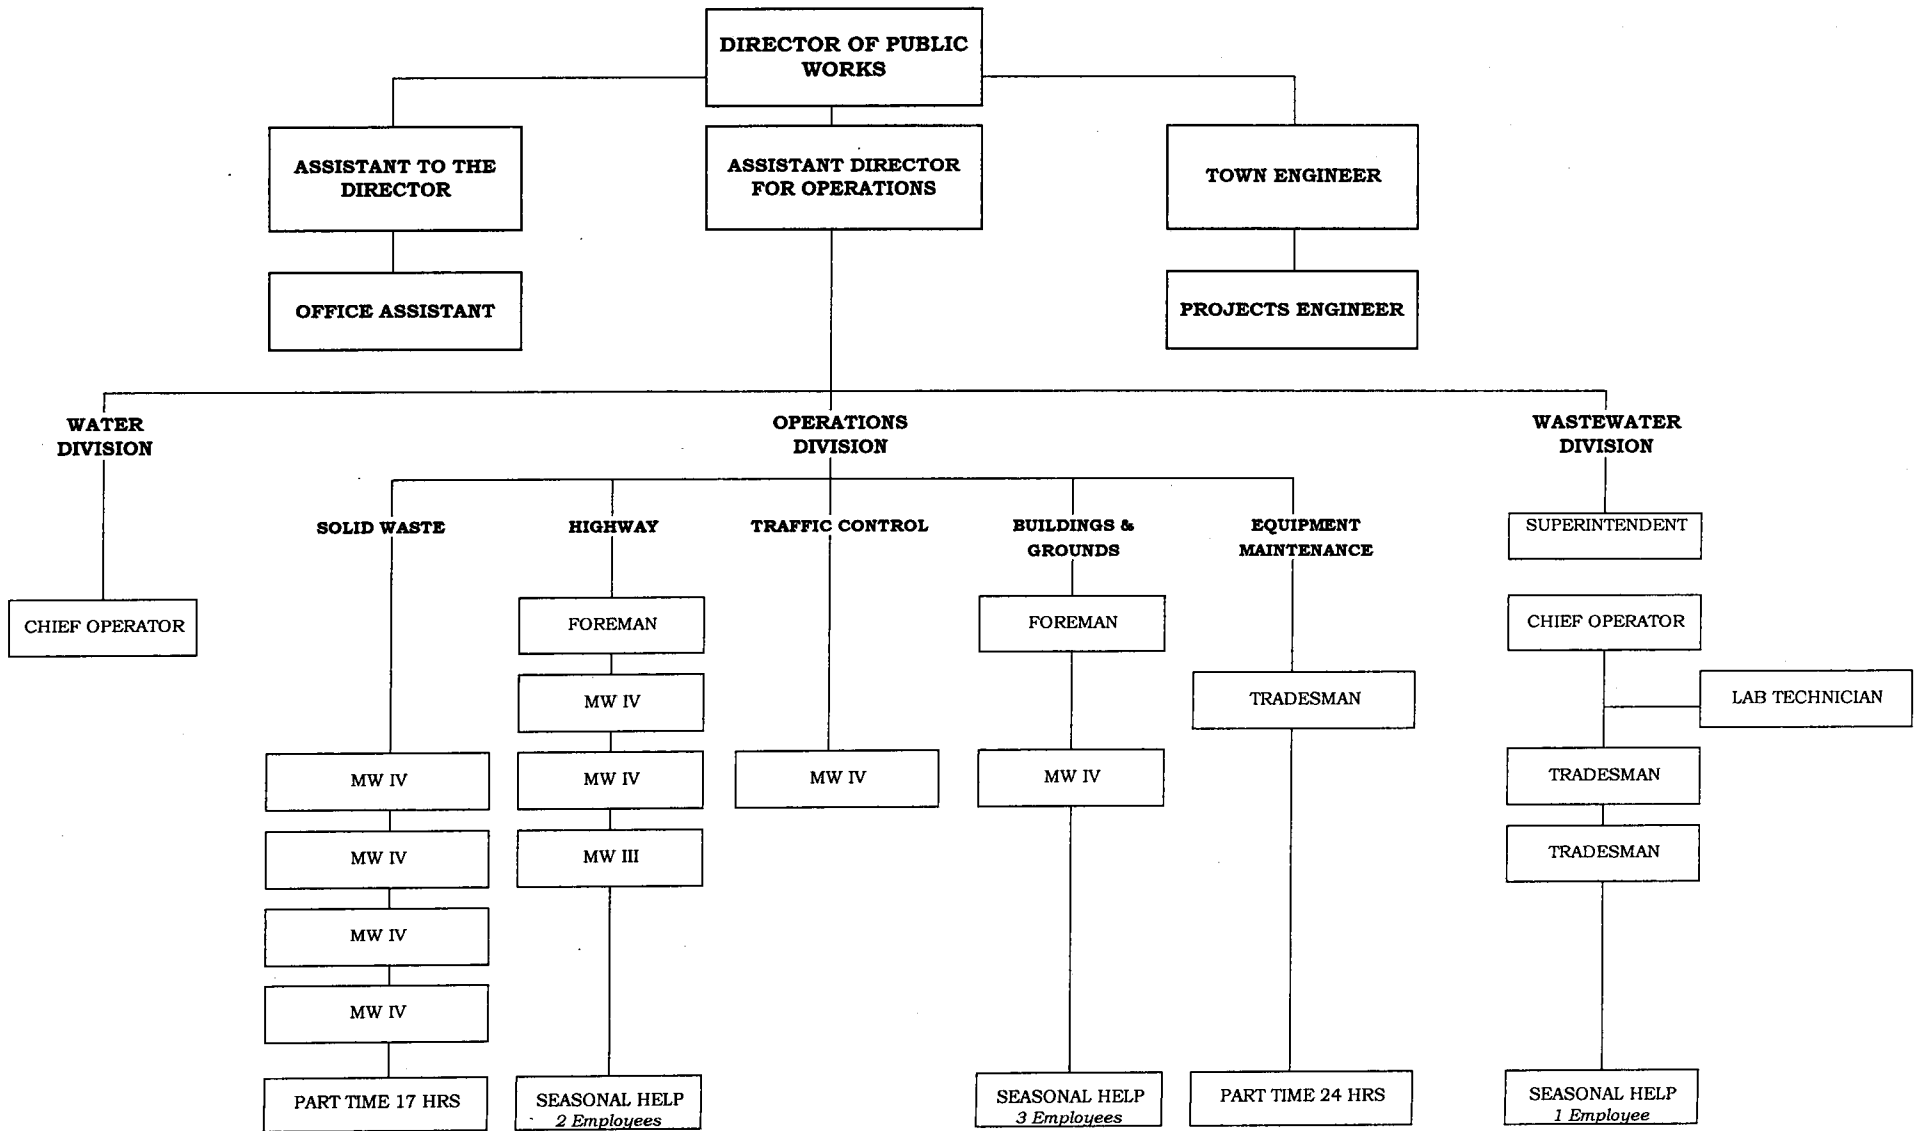 DIRECTOR OF PUBLIC
WORKS
ASSISTANT TO THE
DIRECTOR
ASSISTANT DIRECTOR
FOR OPERATIONS
TOWN ENGINEER
OFFICE ASSISTANT
PROJECTS ENGINEER
WATER
DIVISION
OPERATIONS
DIVISION
WASTEWATER
DIVISION
SOLID WASTE
HIGHWAY
TRAFFIC CONTROL
BUILDINGS &
GROUNDS
EQUIPMENT
MAINTENANCE
SUPERINTENDENT
CHIEF OPERATOR
FOREMAN
FOREMAN
CHIEF OPERATOR
MW IV
TRADESMAN
LAB TECHNICIAN
MW IV
MW IV
MW IV
MW IV
TRADESMAN
MW IV
MW III
TRADESMAN
MW IV
MW IV
PART TIME 17 HRS
SEASONAL HELP
2 Employees
SEASONAL HELP
3 Employees
PART TIME 24 HRS
SEASONAL HELP
1 Employee